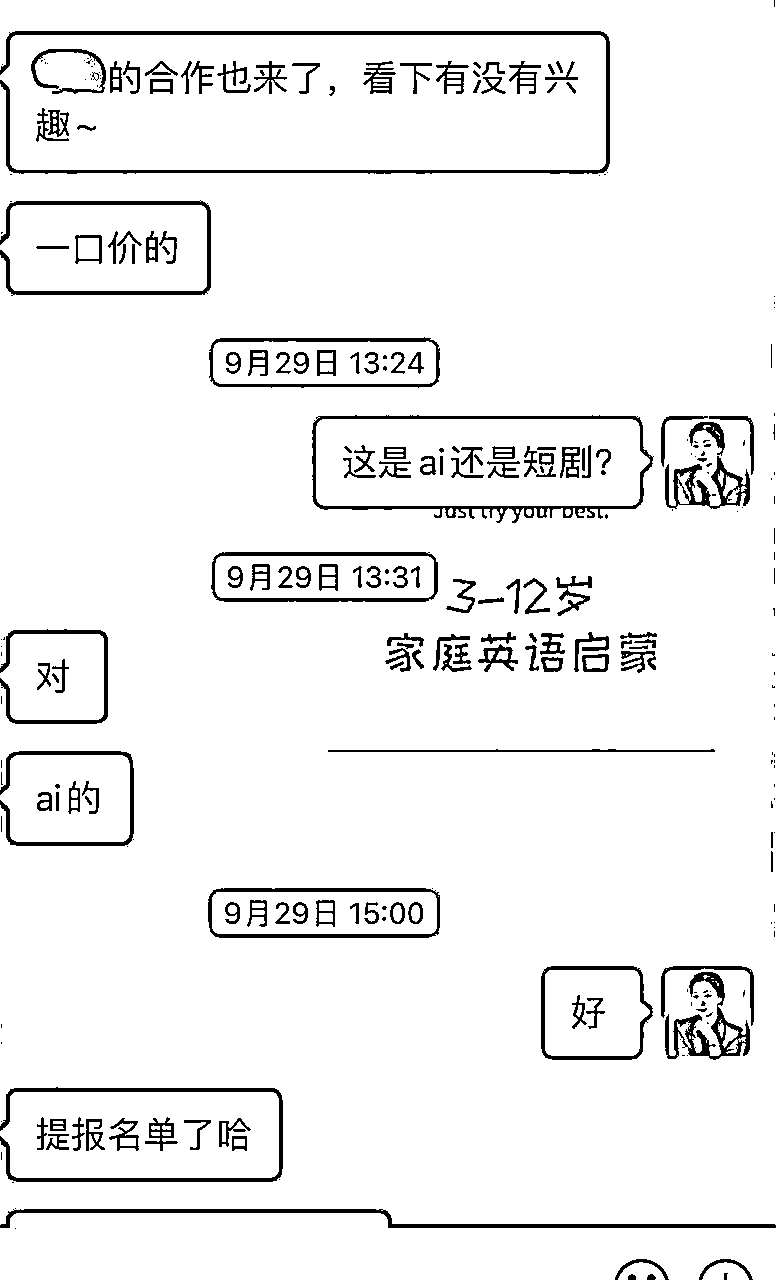 的合作也来了，看下有没有兴
趣~
一口价的
9月29日 13:24
这是ai还是短剧？
Just try your best.
9月29日 13:31
3-12岁
家庭英语启蒙
对
ai的
9月29日 15:00
好
提报名单了哈